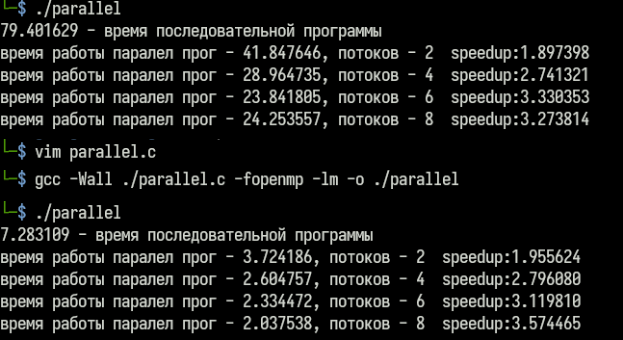 └─$ ./parallel
79.401629 - время последовательной программы
время работы паралел прог - 41.847646, потоков - 2  speedup:1.897398
время работы паралел прог - 28.964735, потоков - 4  speedup:2.741321
время работы паралел прог - 23.841805, потоков - 6  speedup:3.330353
время работы паралел прог - 24.253557, потоков - 8  speedup:3.273814
└─$ vim parallel.c
└─$ gcc -Wall ./parallel.c -fopenmp -lm -o ./parallel
└─$ ./parallel
7.283109 - время последовательной программы
время работы паралел прог - 3.724186, потоков - 2  speedup:1.955624
время работы паралел прог - 2.604757, потоков - 4  speedup:2.796080
время работы паралел прог - 2.334472, потоков - 6  speedup:3.119810
время работы паралел прог - 2.037538, потоков - 8  speedup:3.574465